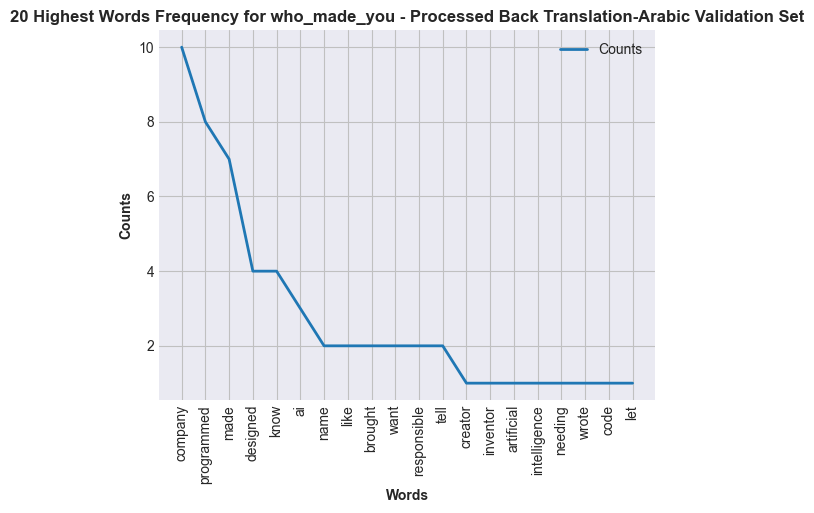 20 Highest Words Frequency for who_made_you - Processed Back Translation-Arabic Validation Set
Counts
10
8
6
4
2
Counts
company
programmed
made
designed
know
ai
name
like
brought
want
responsible
tell
creator
inventor
artificial
intelligence
needing
wrote
code
let
Words